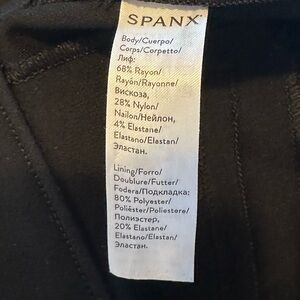 SPANX®
Body/Cuerpo/
Corps/Corpetto/
Лиф:
68% Rayon/
Rayón/Rayonne/
Вискоза,
28% Nylon/
Nailon/Нейлон,
4% Elastane/
Elastano/Elastan/
Эластан.
Lining/Forro/
Doublure/Futter/
Fodera/Подкладка:
80% Polyester/
Poliéster/Poliestere/
Полиэстер,
20% Elastane/
Elastano/Elastan/
Эластан.